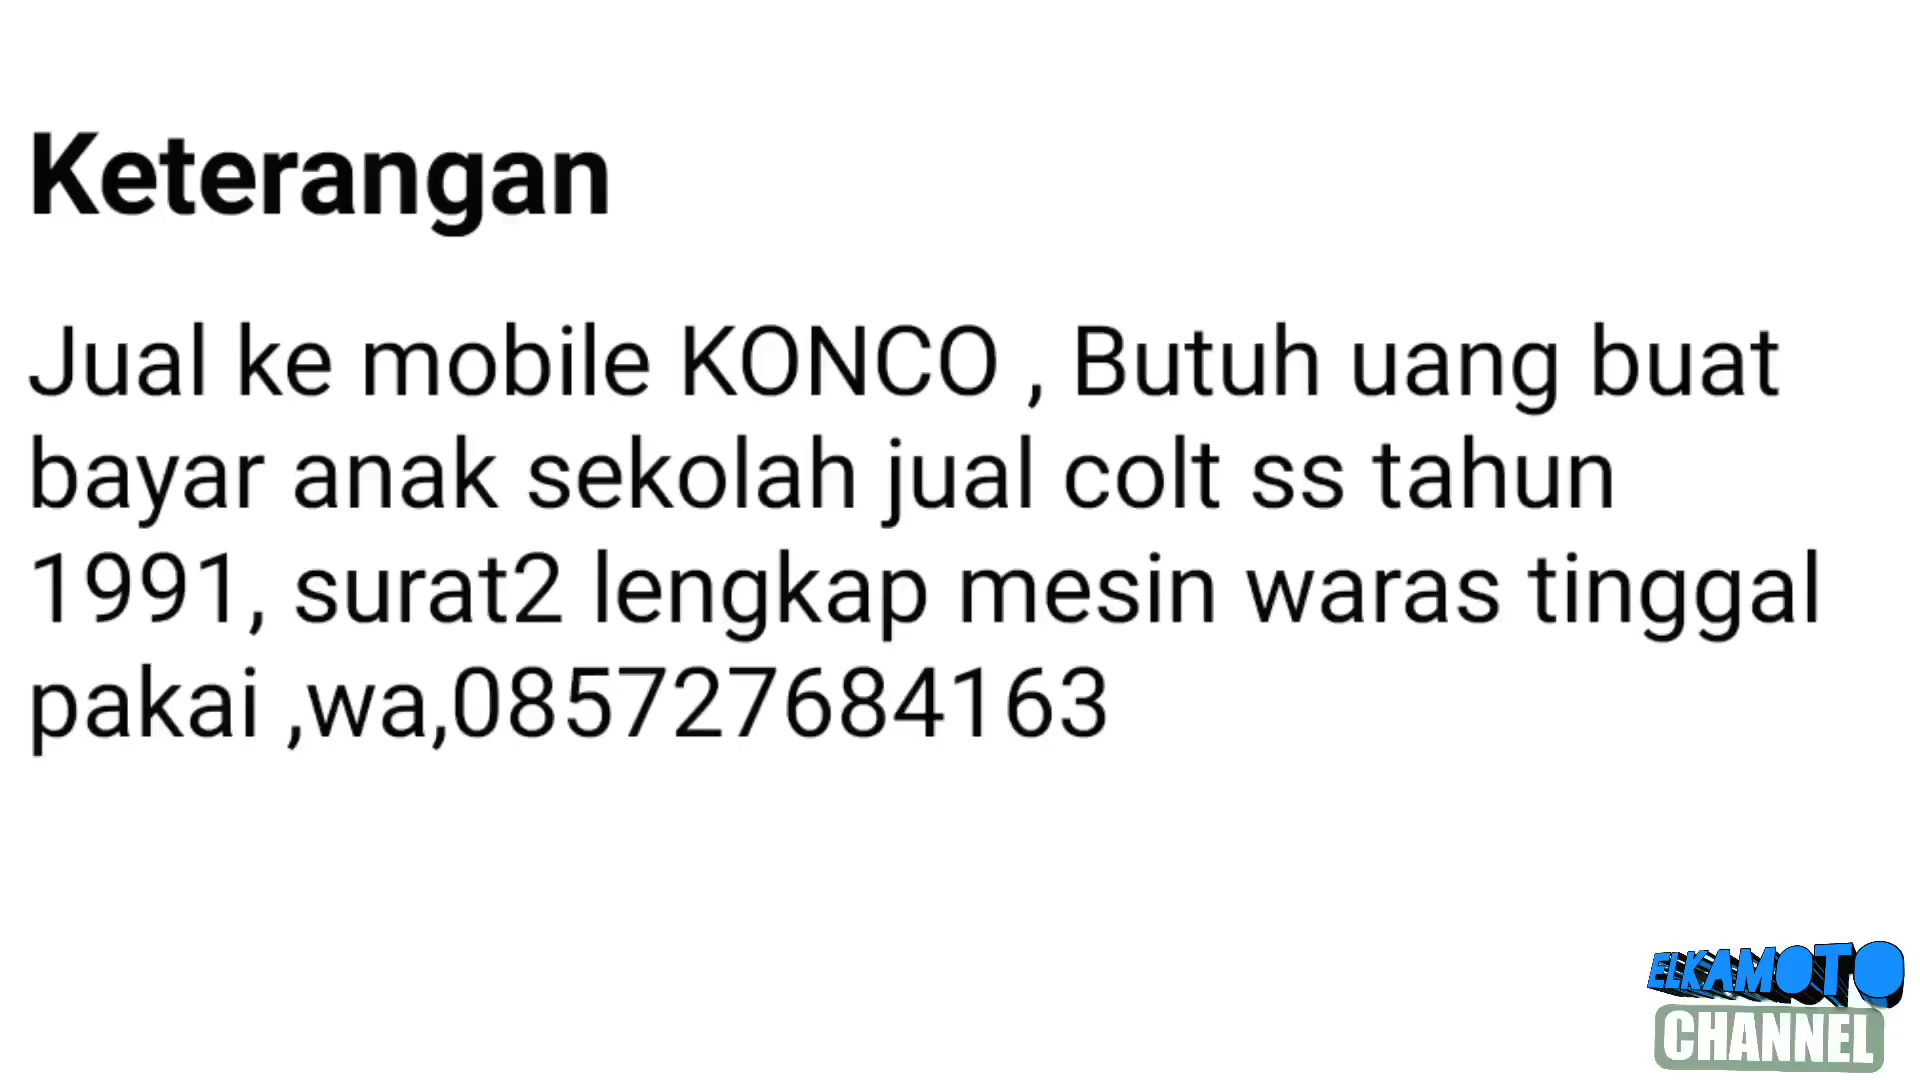 Keterangan
Jual ke mobile KONCO , Butuh uang buat
bayar anak sekolah jual colt ss tahun
1991, surat2 lengkap mesin waras tinggal
pakai ,wa,085727684163
ELKAMOTO
CHANNEL